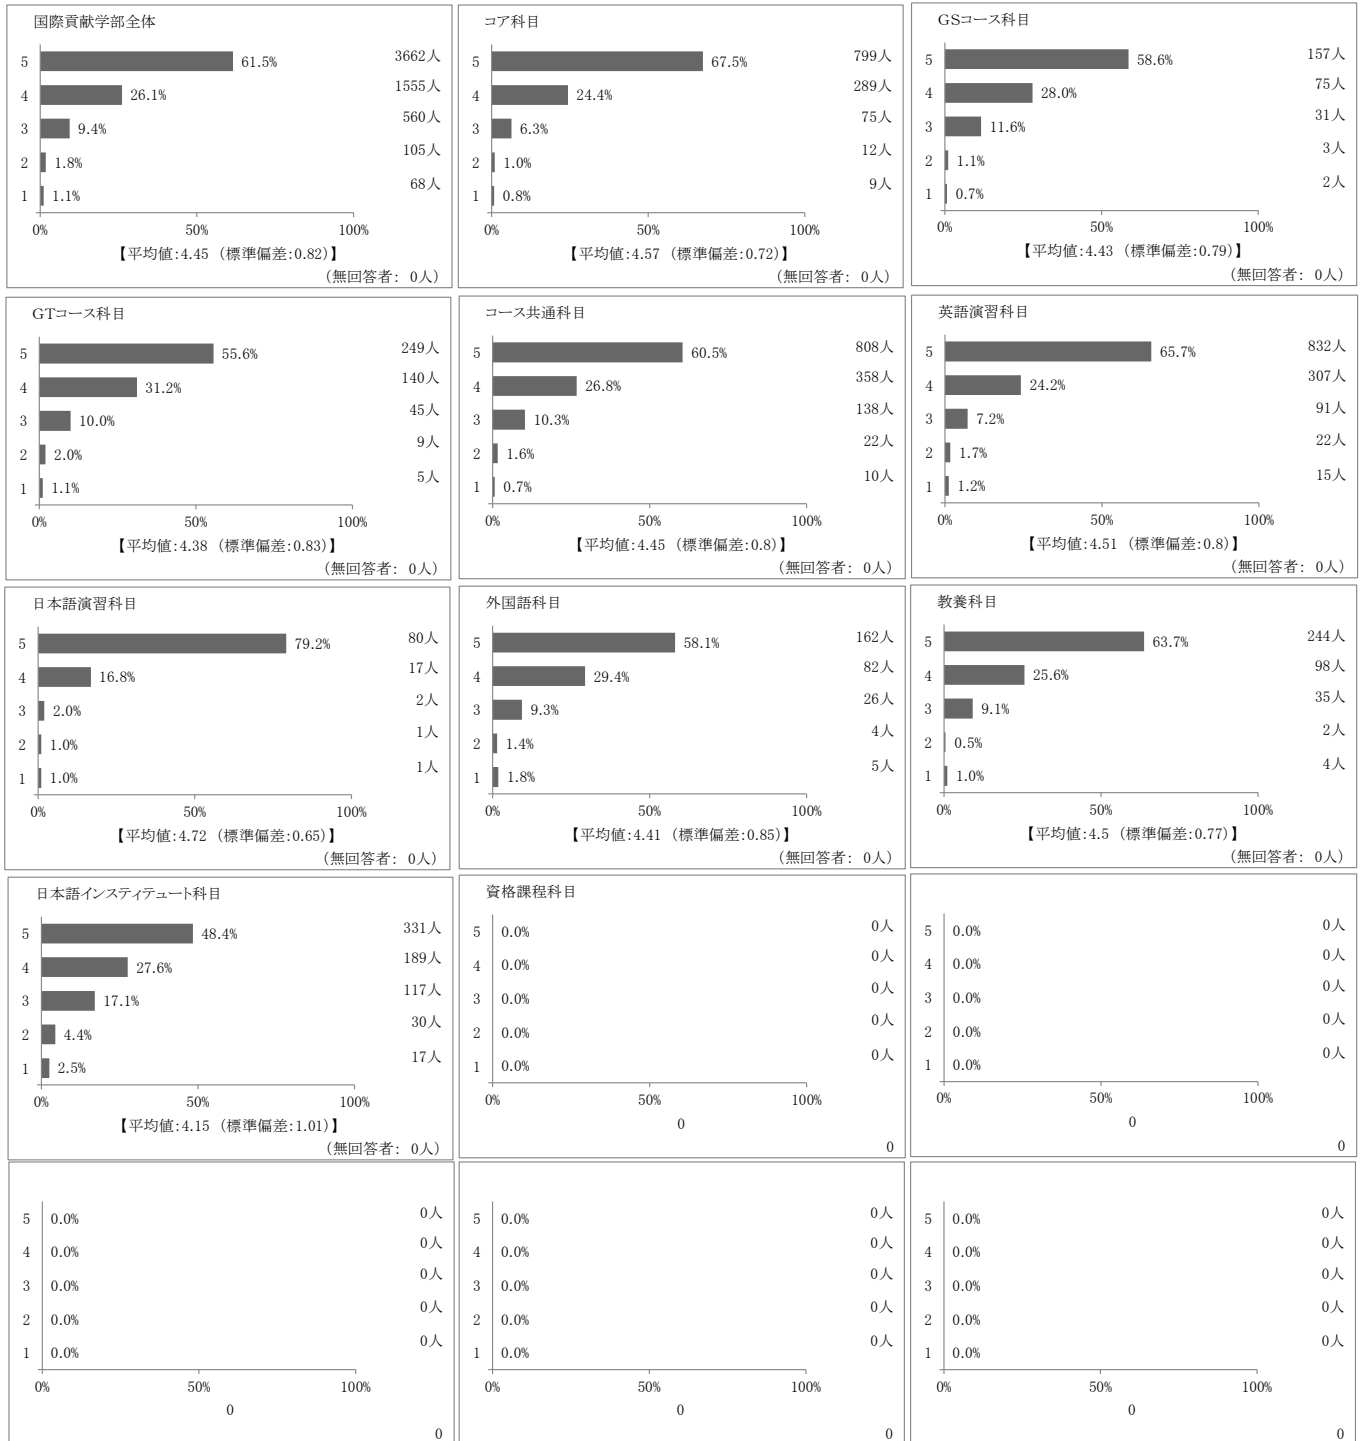 国際貢献学部全体
5 61.5% 3662人
4 26.1% 1555人
3 9.4% 560人
2 1.8% 105人
1 1.1% 68人
0% 50% 100%
【平均値:4.45 (標準偏差:0.82)】
(無回答者: 0人)
コア科目
5 67.5% 799人
4 24.4% 289人
3 6.3% 75人
2 1.0% 12人
1 0.8% 9人
0% 50% 100%
【平均値:4.57 (標準偏差:0.72)】
(無回答者: 0人)
GSコース科目
5 58.6% 157人
4 28.0% 75人
3 11.6% 31人
2 1.1% 3人
1 0.7% 2人
0% 50% 100%
【平均値:4.43 (標準偏差:0.79)】
(無回答者: 0人)
GTコース科目
5 55.6% 249人
4 31.2% 140人
3 10.0% 45人
2 2.0% 9人
1 1.1% 5人
0% 50% 100%
【平均値:4.38 (標準偏差:0.83)】
(無回答者: 0人)
コース共通科目
5 60.5% 808人
4 26.8% 358人
3 10.3% 138人
2 1.6% 22人
1 0.7% 10人
0% 50% 100%
【平均値:4.45 (標準偏差:0.8)】
(無回答者: 0人)
英語演習科目
5 65.7% 832人
4 24.2% 307人
3 7.2% 91人
2 1.7% 22人
1 1.2% 15人
0% 50% 100%
【平均値:4.51 (標準偏差:0.8)】
(無回答者: 0人)
日本語演習科目
5 79.2% 80人
4 16.8% 17人
3 2.0% 2人
2 1.0% 1人
1 1.0% 1人
0% 50% 100%
【平均値:4.72 (標準偏差:0.65)】
(無回答者: 0人)
外国語科目
5 58.1% 162人
4 29.4% 82人
3 9.3% 26人
2 1.4% 4人
1 1.8% 5人
0% 50% 100%
【平均値:4.41 (標準偏差:0.85)】
(無回答者: 0人)
教養科目
5 63.7% 244人
4 25.6% 98人
3 9.1% 35人
2 0.5% 2人
1 1.0% 4人
0% 50% 100%
【平均値:4.5 (標準偏差:0.77)】
(無回答者: 0人)
日本語インスティテュート科目
5 48.4% 331人
4 27.6% 189人
3 17.1% 117人
2 4.4% 30人
1 2.5% 17人
0% 50% 100%
【平均値:4.15 (標準偏差:1.01)】
(無回答者: 0人)
資格課程科目
5 0.0% 0人
4 0.0% 0人
3 0.0% 0人
2 0.0% 0人
1 0.0% 0人
0% 50% 100%
0
0
5 0.0% 0人
4 0.0% 0人
3 0.0% 0人
2 0.0% 0人
1 0.0% 0人
0% 50% 100%
0
0
5 0.0% 0人
4 0.0% 0人
3 0.0% 0人
2 0.0% 0人
1 0.0% 0人
0% 50% 100%
0
0
5 0.0% 0人
4 0.0% 0人
3 0.0% 0人
2 0.0% 0人
1 0.0% 0人
0% 50% 100%
0
0
5 0.0% 0人
4 0.0% 0人
3 0.0% 0人
2 0.0% 0人
1 0.0% 0人
0% 50% 100%
0
0